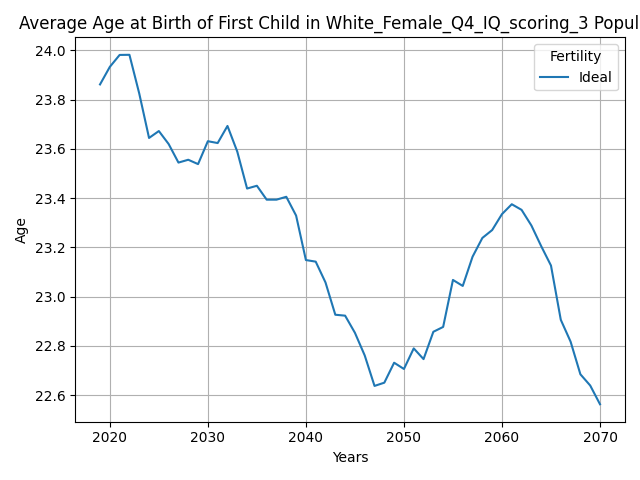 Average Age at Birth of First Child in White_Female_Q4_IQ_scoring_3 Popul
24.0
23.8
23.6
23.4
23.2
23.0
22.8
22.6
Age
Fertility
Ideal
2020 2030 2040 2050 2060 2070
Years